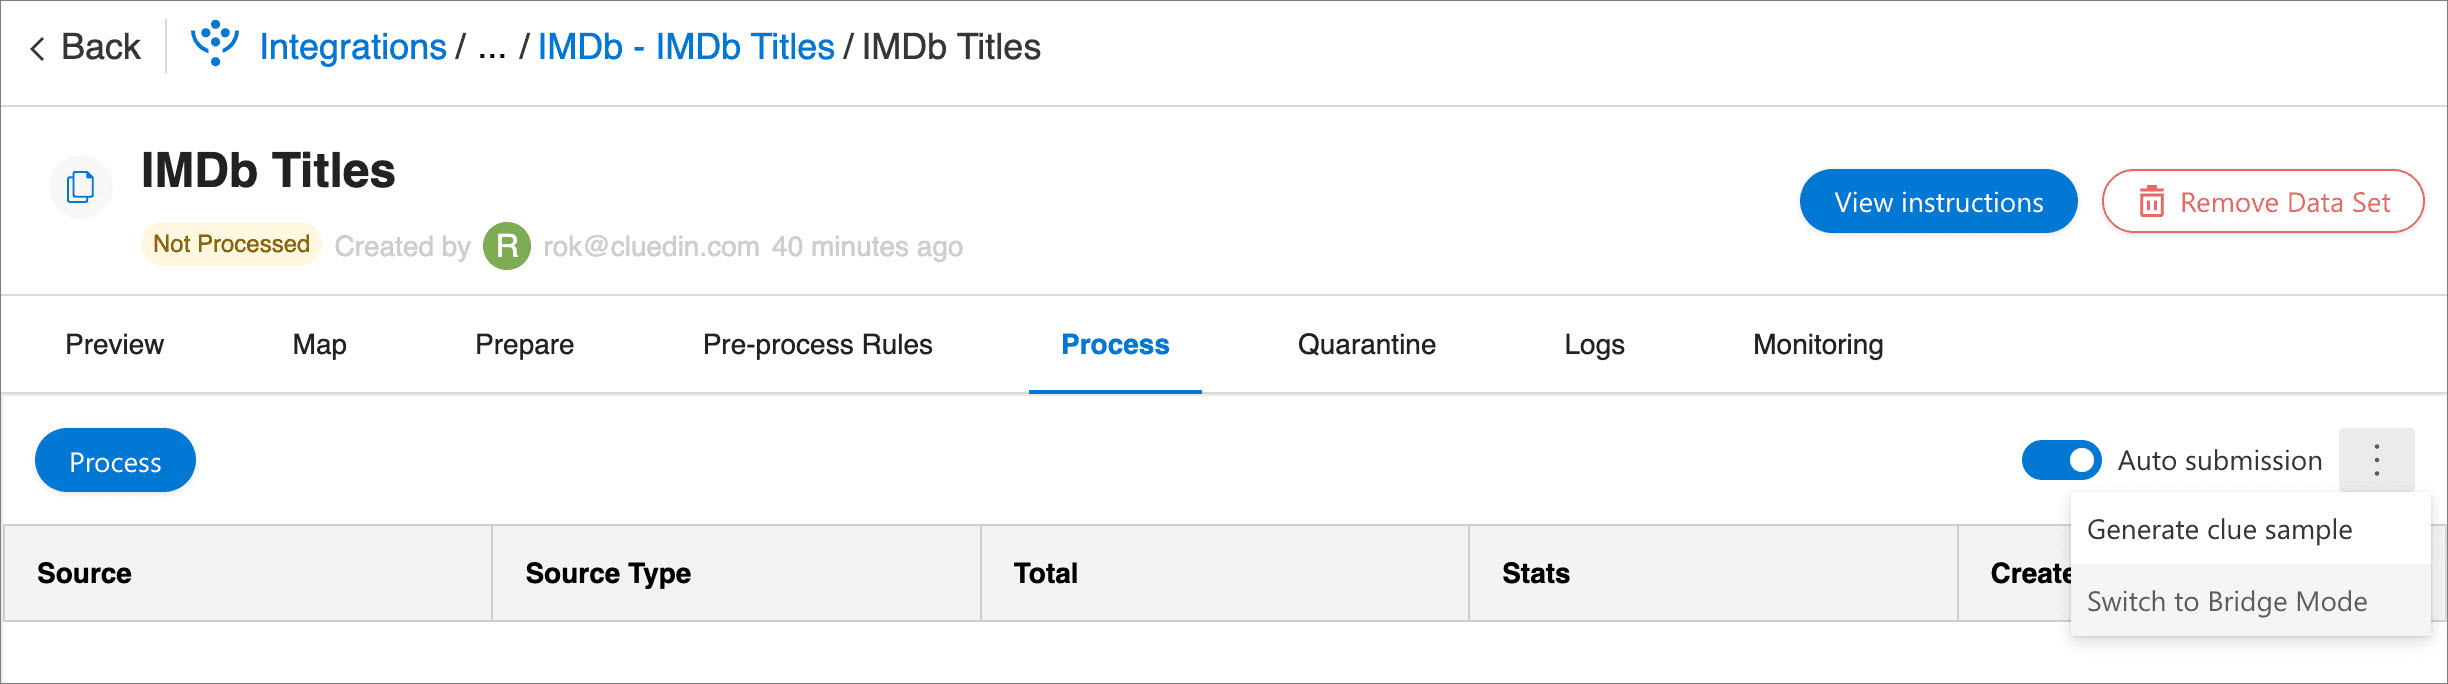 Back Integrations / ... / IMDb - IMDb Titles / IMDb Titles
IMDb Titles
View instructions Remove Data Set
Not Processed Created by R rok@cluedin.com 40 minutes ago
Preview Map Prepare Pre-process Rules Process Quarantine Logs Monitoring
Process Auto submission
Generate clue sample
Source Source Type Total Stats Create
Switch to Bridge Mode